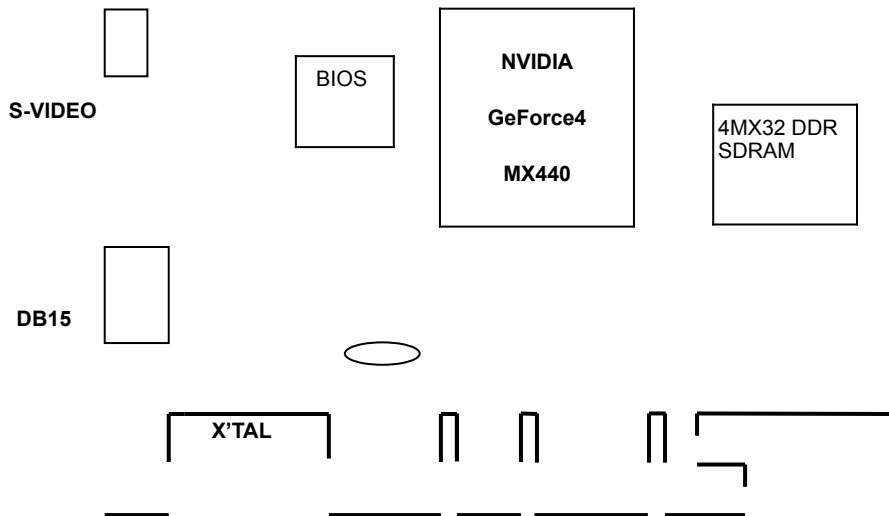 S-VIDEO
BIOS
NVIDIA
GeForce4
MX440
4MX32 DDR
SDRAM
DB15
X’TAL